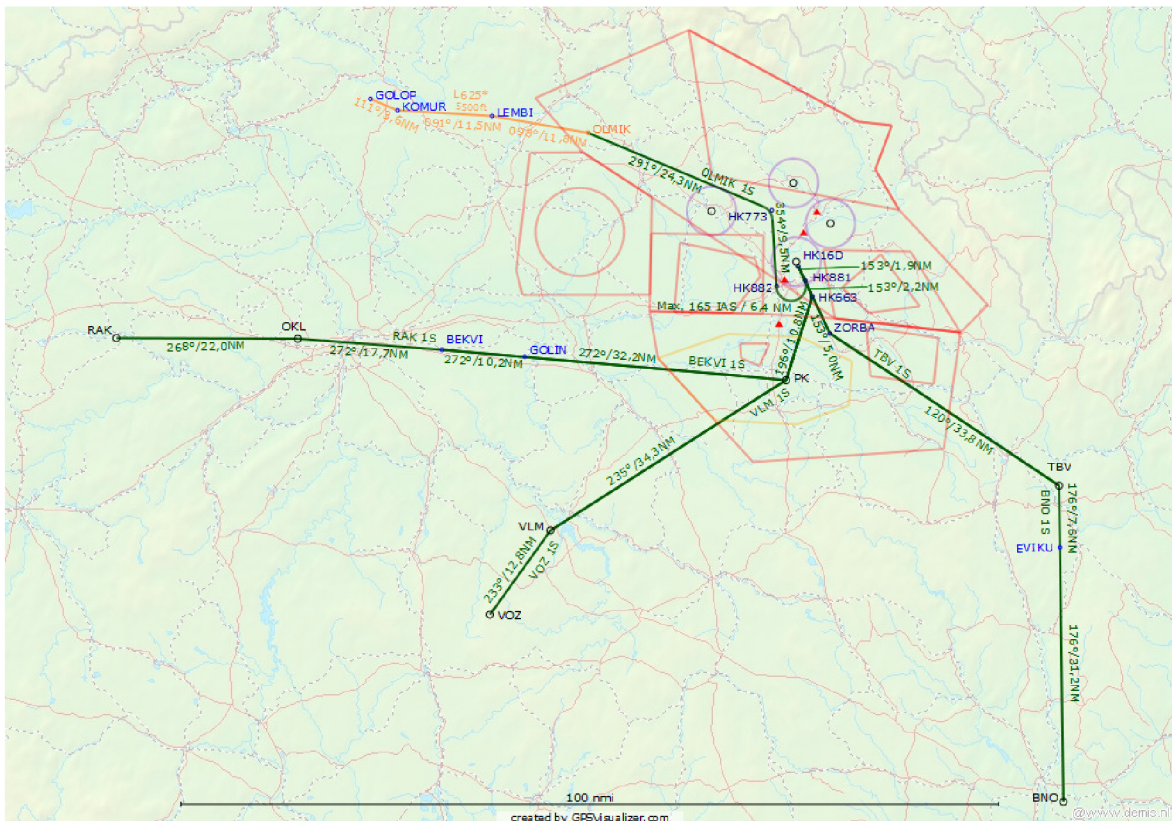 GOLOP
KOMUR
L625°
5500ft
LEMBI
OLMIK
111°/3,6NM
091°/11,5NM
098°/11,8NM
291°/24,3NM
OLMIK 1S
HK773
354°/9,5NM
HK16D
153°/1,9NM
HK881
153°/2,2NM
HK882
HK663
Max. 165 IAS / 6,4 NM
196°/10,8NM
153°/5,0NM
ZORBA
RAK
OKL
RAK 1S
BEKVI
268°/22,0NM
272°/17,7NM
272°/10,2NM
GOLIN
272°/32,2NM
BEKVI 1S
PK
TBV 1S
VLM 1S
120°/33,8NM
235°/34,3NM
TBV
176°/7,6NM
BNO 1S
VLM
EVIKU
233°/12,8NM
VOZ 1S
VOZ
176°/31,2NM
100 nmi
BNO
created by GPSVisualizer.com
@www.demis.nl